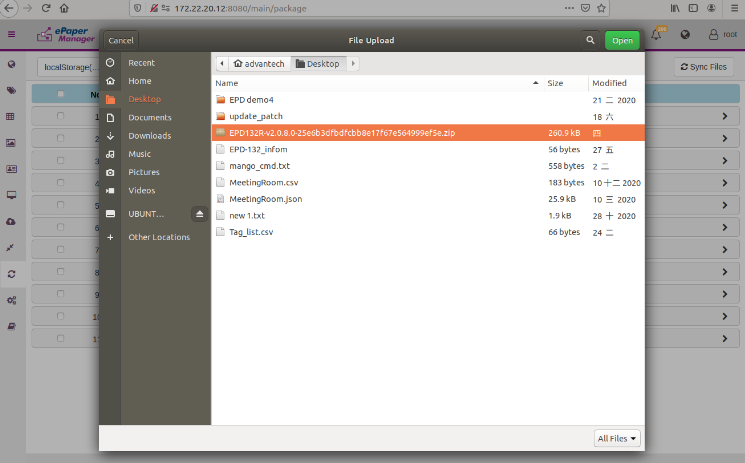 172.22.20.12:8080/main/package
ePaper Manager
root
Cancel
File Upload
Open
localStorage(...
Sync Files
Recent
Home
Desktop
Documents
Downloads
Music
Pictures
Videos
UBUNT...
Other Locations
advantech
Desktop
Name Size Modified
EPD demo4 21 二 2020
update_patch 18 六
EPD132R-v2.0.8.0-25e6b3dfbdfcbb8e17f67e564999ef5e.zip 260.9 kB 四
EPD-132_infom 56 bytes 27 五
mango_cmd.txt 558 bytes 2 二
MeetingRoom.csv 183 bytes 10 十二 2020
MeetingRoom.json 25.9 kB 10 三 2020
new 1.txt 1.9 kB 28 十 2020
Tag_list.csv 66 bytes 24 二
All Files